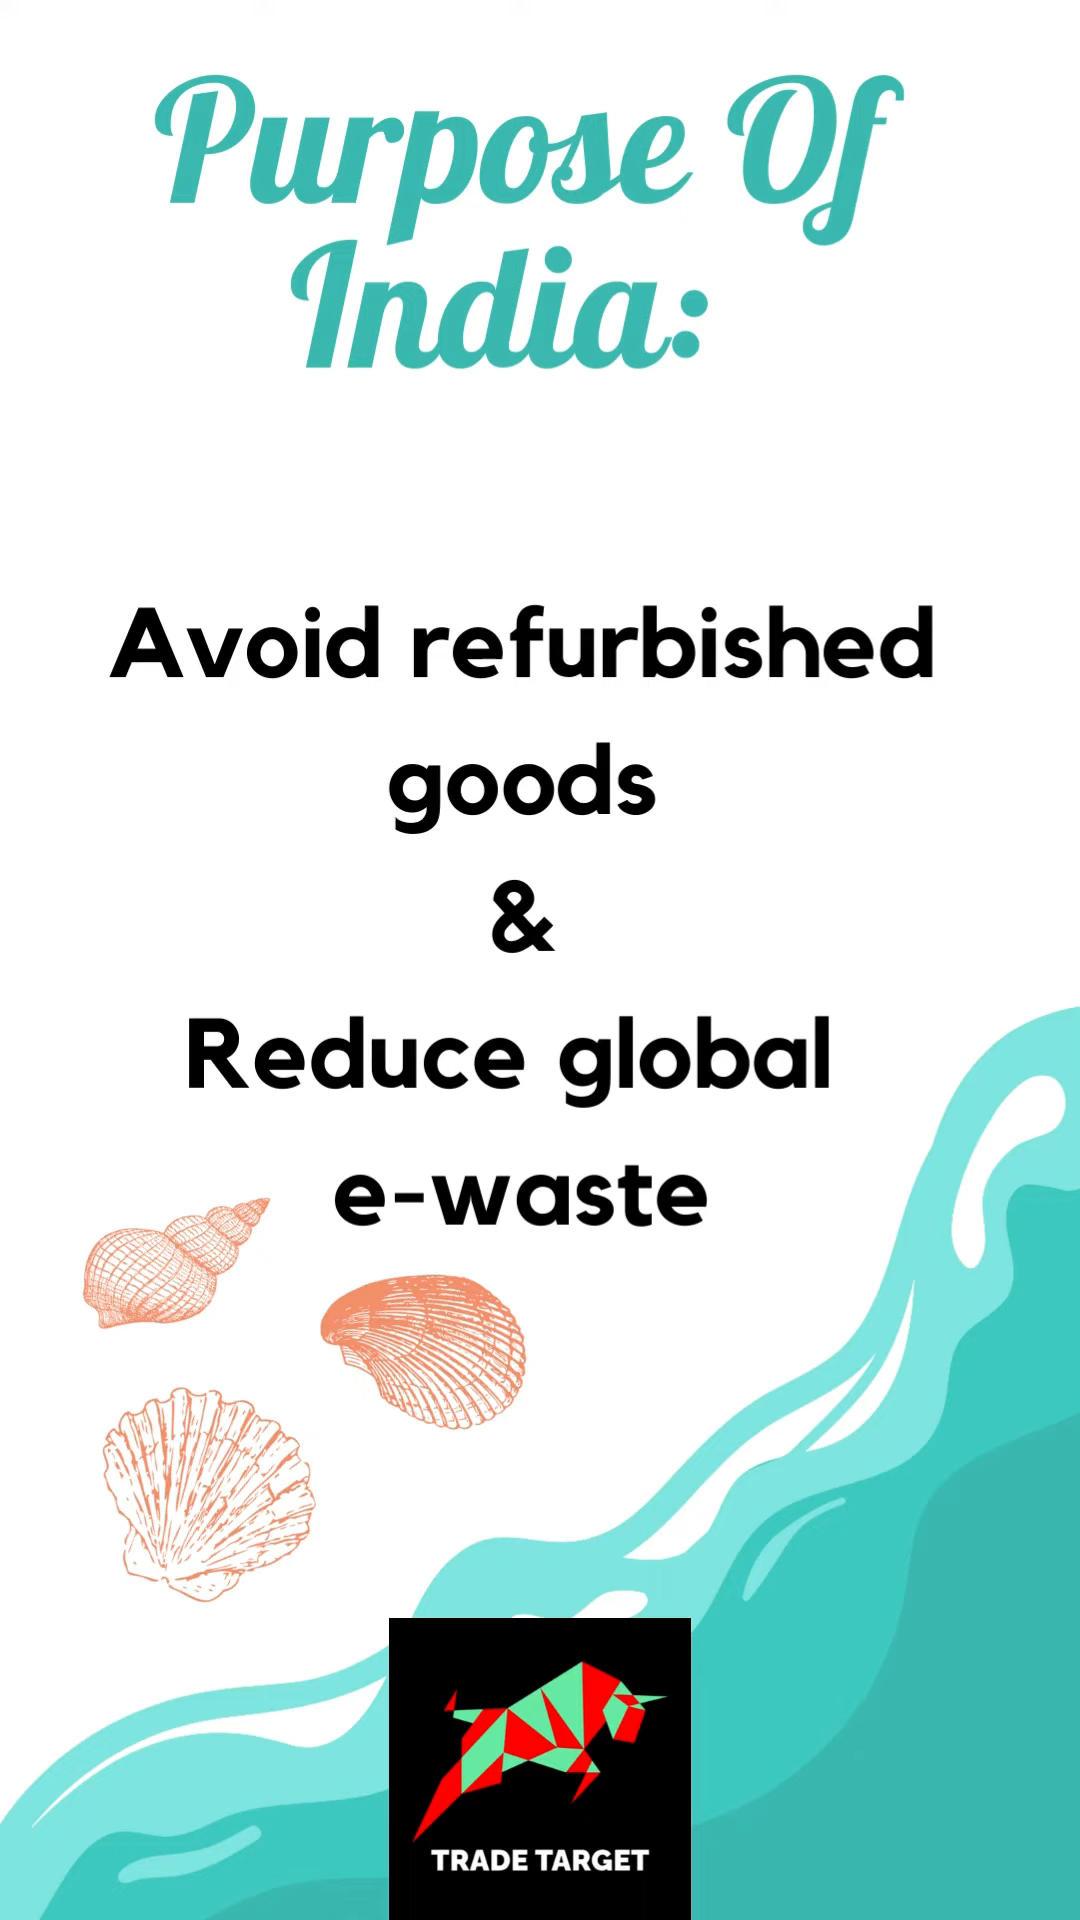 Purpose Of
India:
Avoid refurbished
goods
&
Reduce global
e-waste
TRADE TARGET